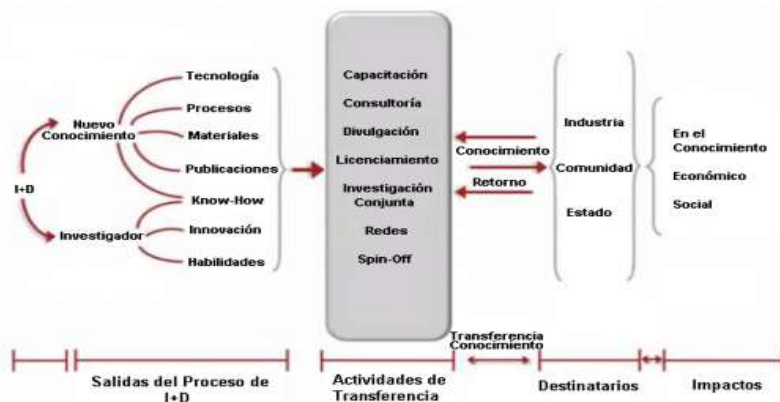 I+D
Nuevo
Conocimiento
Investigador
Tecnología
Procesos
Materiales
Publicaciones
Know-How
Innovación
Habilidades
Capacitación
Consultoría
Divulgación
Licenciamiento
Investigación
Conjunta
Redes
Spin-Off
Conocimiento
Retorno
Industria
Comunidad
Estado
En el
Conocimiento
Económico
Social
Salidas del Proceso de
I+D
Actividades de
Transferencia
Transferencia
Conocimiento
Destinatarios
Impactos